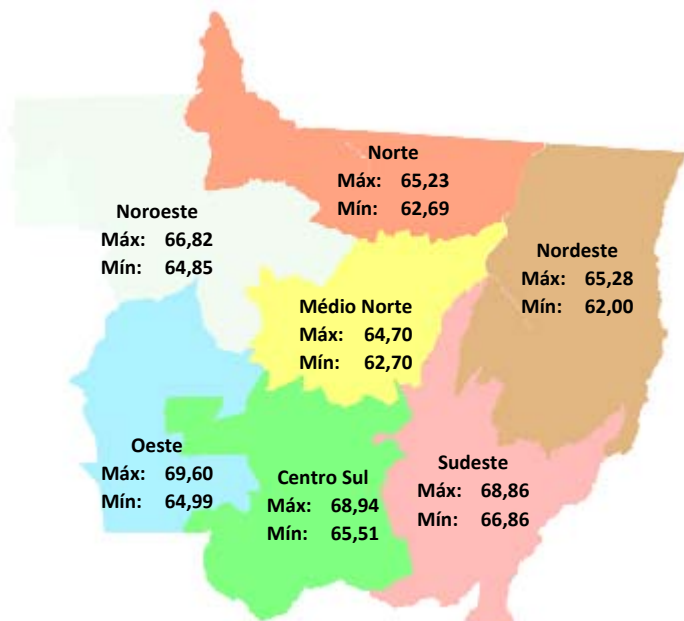 Norte
Máx: 65,23
Mín: 62,69
Noroeste
Máx: 66,82
Mín: 64,85
Nordeste
Máx: 65,28
Mín: 62,00
Médio Norte
Máx: 64,70
Mín: 62,70
Oeste
Máx: 69,60
Mín: 64,99
Centro Sul
Máx: 68,94
Mín: 65,51
Sudeste
Máx: 68,86
Mín: 66,86